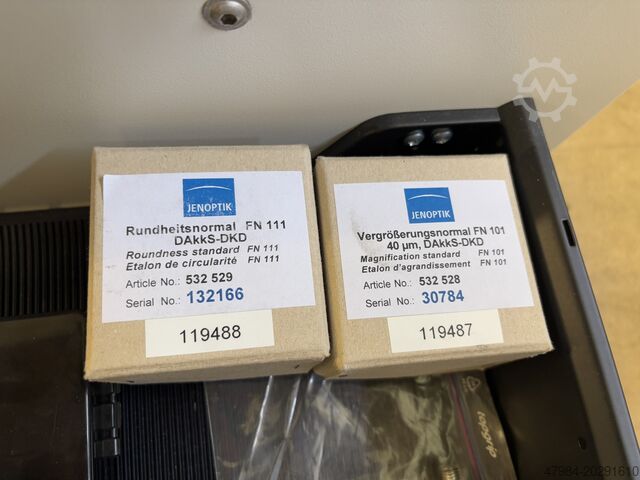 JENOPTIK
Rundheitsnormal FN 111
DAkkS-DKD
Roundness standard FN 111
Etalon de circularité FN 111
Article No.: 532 529
Serial No.: 132166
119488
JENOPTIK
Vergrößerungsnormal FN 101
40 µm, DAkkS-DKD
Magnification standard FN 101
Etalon d'agrandissement FN 101
Article No.: 532 528
Serial No.: 30784
119487
47984-20291610